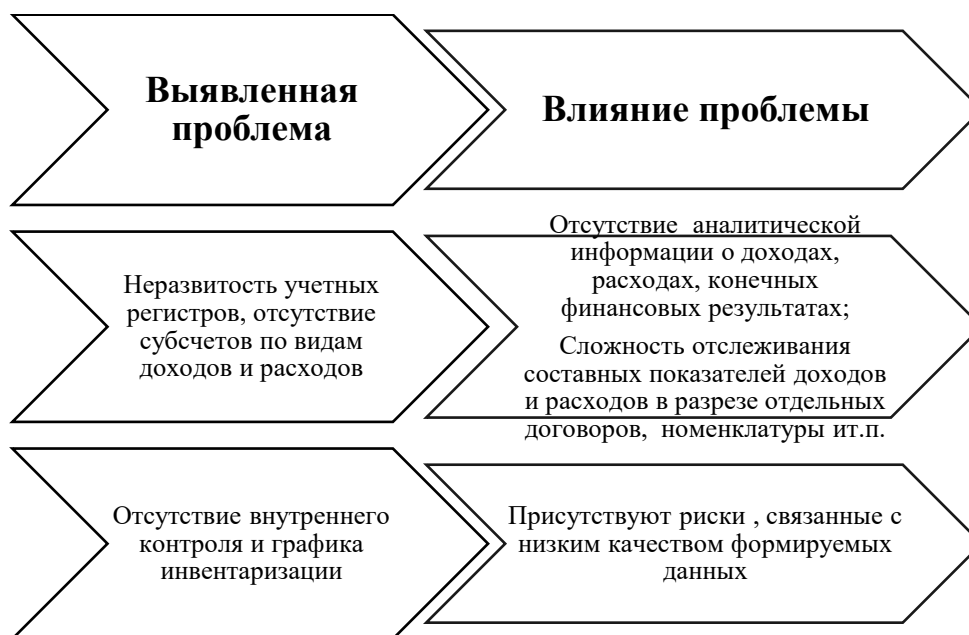 Выявленная
проблема
Влияние проблемы
Неразвитость учетных
регистров, отсутствие
субсчетов по видам
доходов и расходов
Отсутствие  аналитической
информации о доходах,
расходах, конечных
финансовых результатах;
Сложность отслеживания
составных показателей доходов
и расходов в разрезе отдельных
договоров,  номенклатуры ит.п.
Отсутствие внутреннего
контроля и графика
инвентаризации
Присутствуют риски , связанные с
низким качеством формируемых
данных